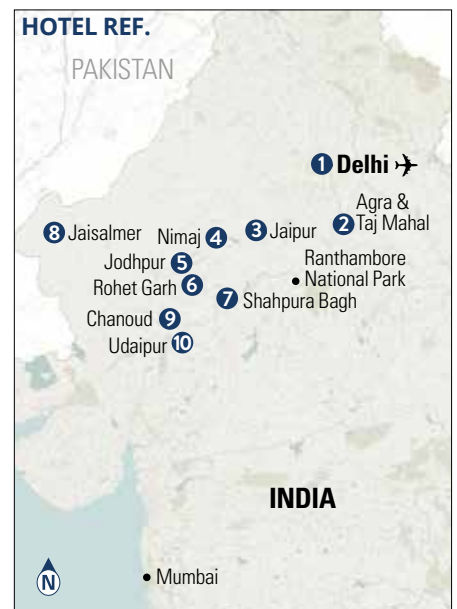 HOTEL REF.
PAKISTAN
1 Delhi
Agra &
2 Taj Mahal
8 Jaisalmer
Nimaj 4
3 Jaipur
Jodhpur 5
Ranthambore
National Park
Rohet Garh 6
7 Shahpura Bagh
Chanoud 9
Udaipur 10
INDIA
N
Mumbai